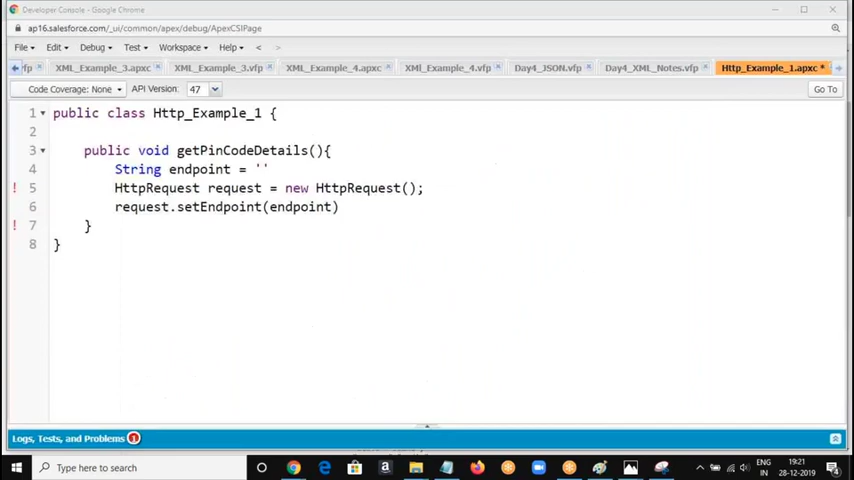 Developer Console - Google Chrome
ap16.salesforce.com/_ui/common/apex/debug/ApexCSIPage
File Edit Debug Test Workspace Help < >
vfp XML_Example_3.apxc XML_Example_3.vfp XML_Example_4.apxc XMl_Example_4.vfp Day4_JSON.vfp Day4_XML_Notes.vfp Http_Example_1.apxc *
Code Coverage: None API Version: 47 Go To
1 public class Http_Example_1 {
2
3 public void getPinCodeDetails(){
4 String endpoint = ''
5 HttpRequest request = new HttpRequest();
6 request.setEndpoint(endpoint)
7 }
8 }
Logs, Tests, and Problems
Type here to search
ENG 19:21
IN 28-12-2019
4